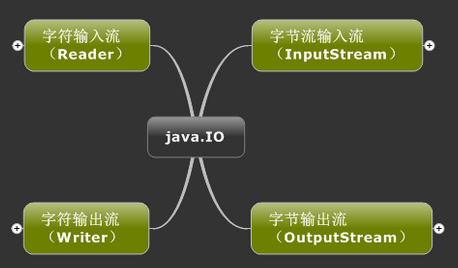 字符输入流
（Reader）
字节流输入流
（InputStream）
java.IO
字符输出流
（Writer）
字节输出流
（OutputStream）